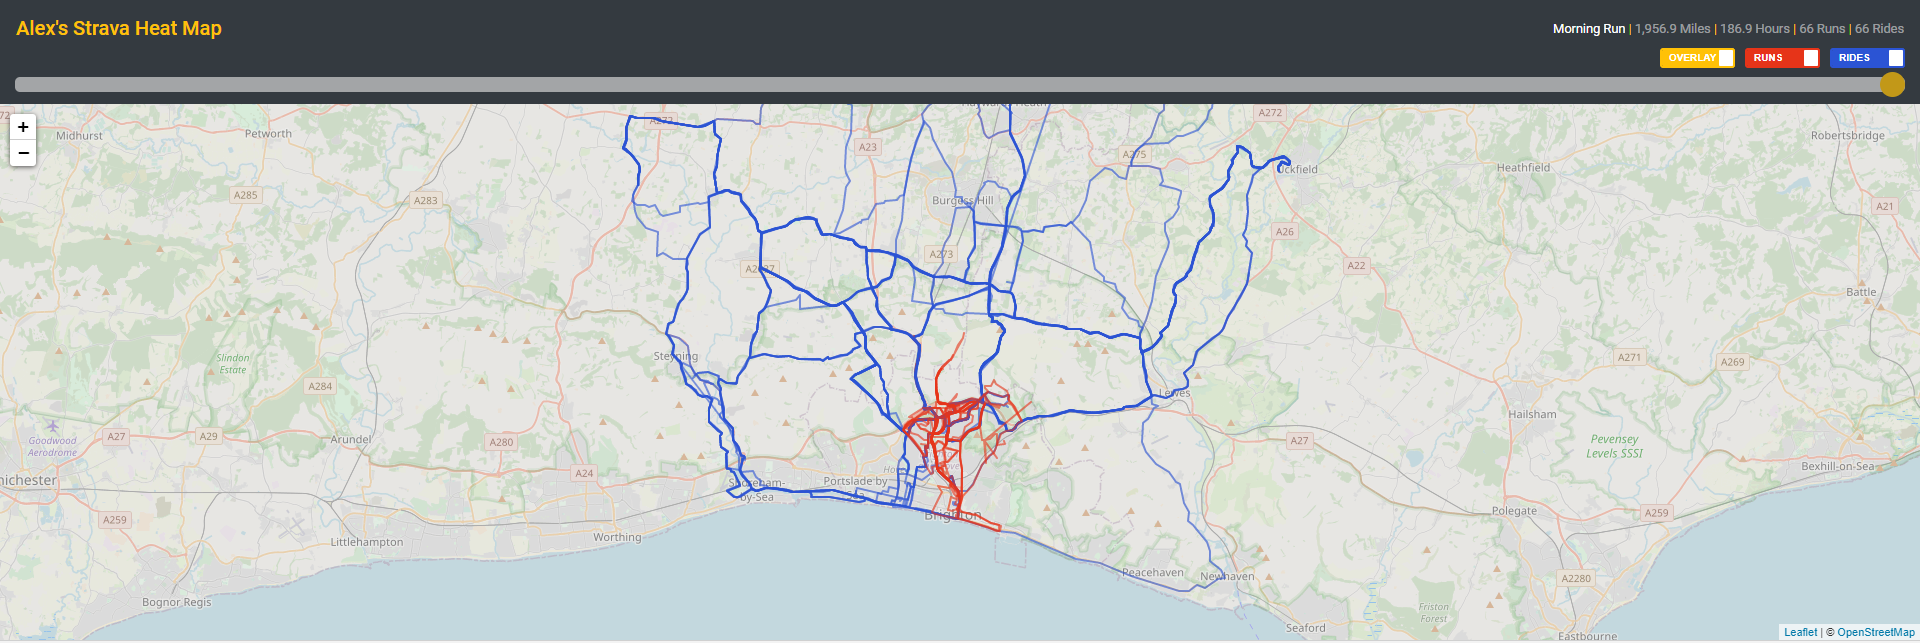 Alex's Strava Heat Map
Morning Run | 1,956.9 Miles | 186.9 Hours | 66 Runs | 66 Rides
OVERLAY RUNS RIDES
+
−
Midhurst
Petworth
A272
A23
A275
A272
Robertsbridge
Burgess Hill
Uckfield
Heathfield
A285
A283
A21
A26
A273
A22
Battle
Steyning
Slindon
Estate
A284
A271
A269
Lewes
Hailsham
Goodwood
Aerodrome
A27
A29
Arundel
A280
A27
Pevensey
Levels SSSI
Bexhill-on-Sea
A24
Shoreham-
by-Sea
Portslade by
A259
Brighton
Polegate
A259
Littlehampton
Worthing
Peacehaven
Newhaven
A2280
Bognor Regis
Friston
Forest
Seaford
Eastbourne
Leaflet | © OpenStreetMap